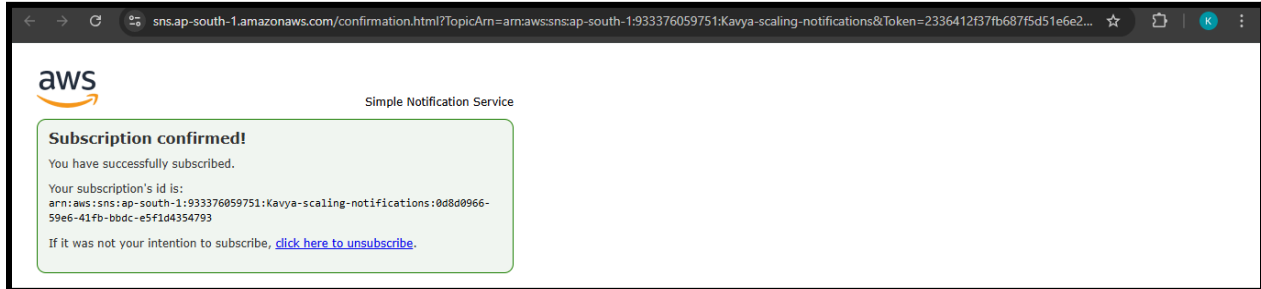 sns.ap-south-1.amazonaws.com/confirmation.html?TopicArn=arn:aws:sns:ap-south-1:933376059751:Kavya-scaling-notifications&Token=2336412f37fb687f5d51e6e2...
K
aws
Simple Notification Service
Subscription confirmed!
You have successfully subscribed.
Your subscription's id is:
arn:aws:sns:ap-south-1:933376059751:Kavya-scaling-notifications:0d8d0966-
59e6-41fb-bbdc-e5f1d4354793
If it was not your intention to subscribe, click here to unsubscribe.